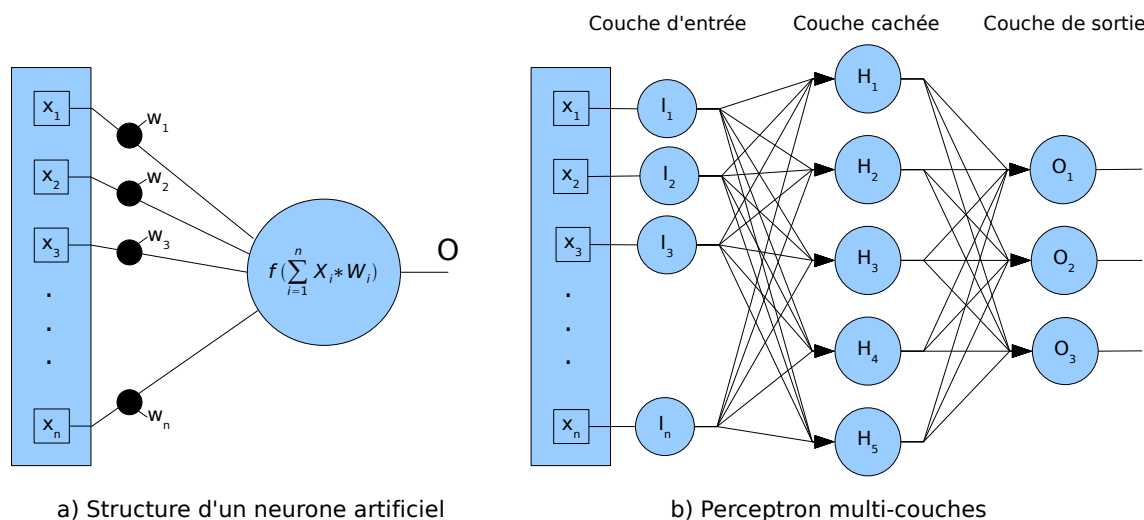 Couche d'entrée
Couche cachée
Couche de sortie
x1
w1
x2
w2
x3
w3
.
.
.
xn
wn
f(∑ni=1 Xi*Wi)
O
x1
I1
x2
I2
x3
I3
.
.
.
xn
In
H1
H2
H3
H4
H5
O1
O2
O3
a) Structure d'un neurone artificiel
b) Perceptron multi-couches